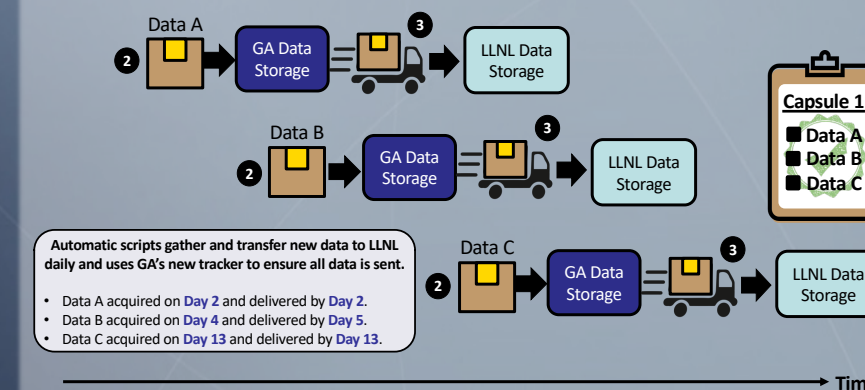 Data A
2
GA Data
Storage
3
LLNL Data
Storage
Data B
2
GA Data
Storage
3
LLNL Data
Storage
Capsule 1
Data A
Data B
Data C
Automatic scripts gather and transfer new data to LLNL
daily and uses GA's new tracker to ensure all data is sent.
• Data A acquired on Day 2 and delivered by Day 2.
• Data B acquired on Day 4 and delivered by Day 5.
• Data C acquired on Day 13 and delivered by Day 13.
Data C
2
GA Data
Storage
3
LLNL Data
Storage
Tim